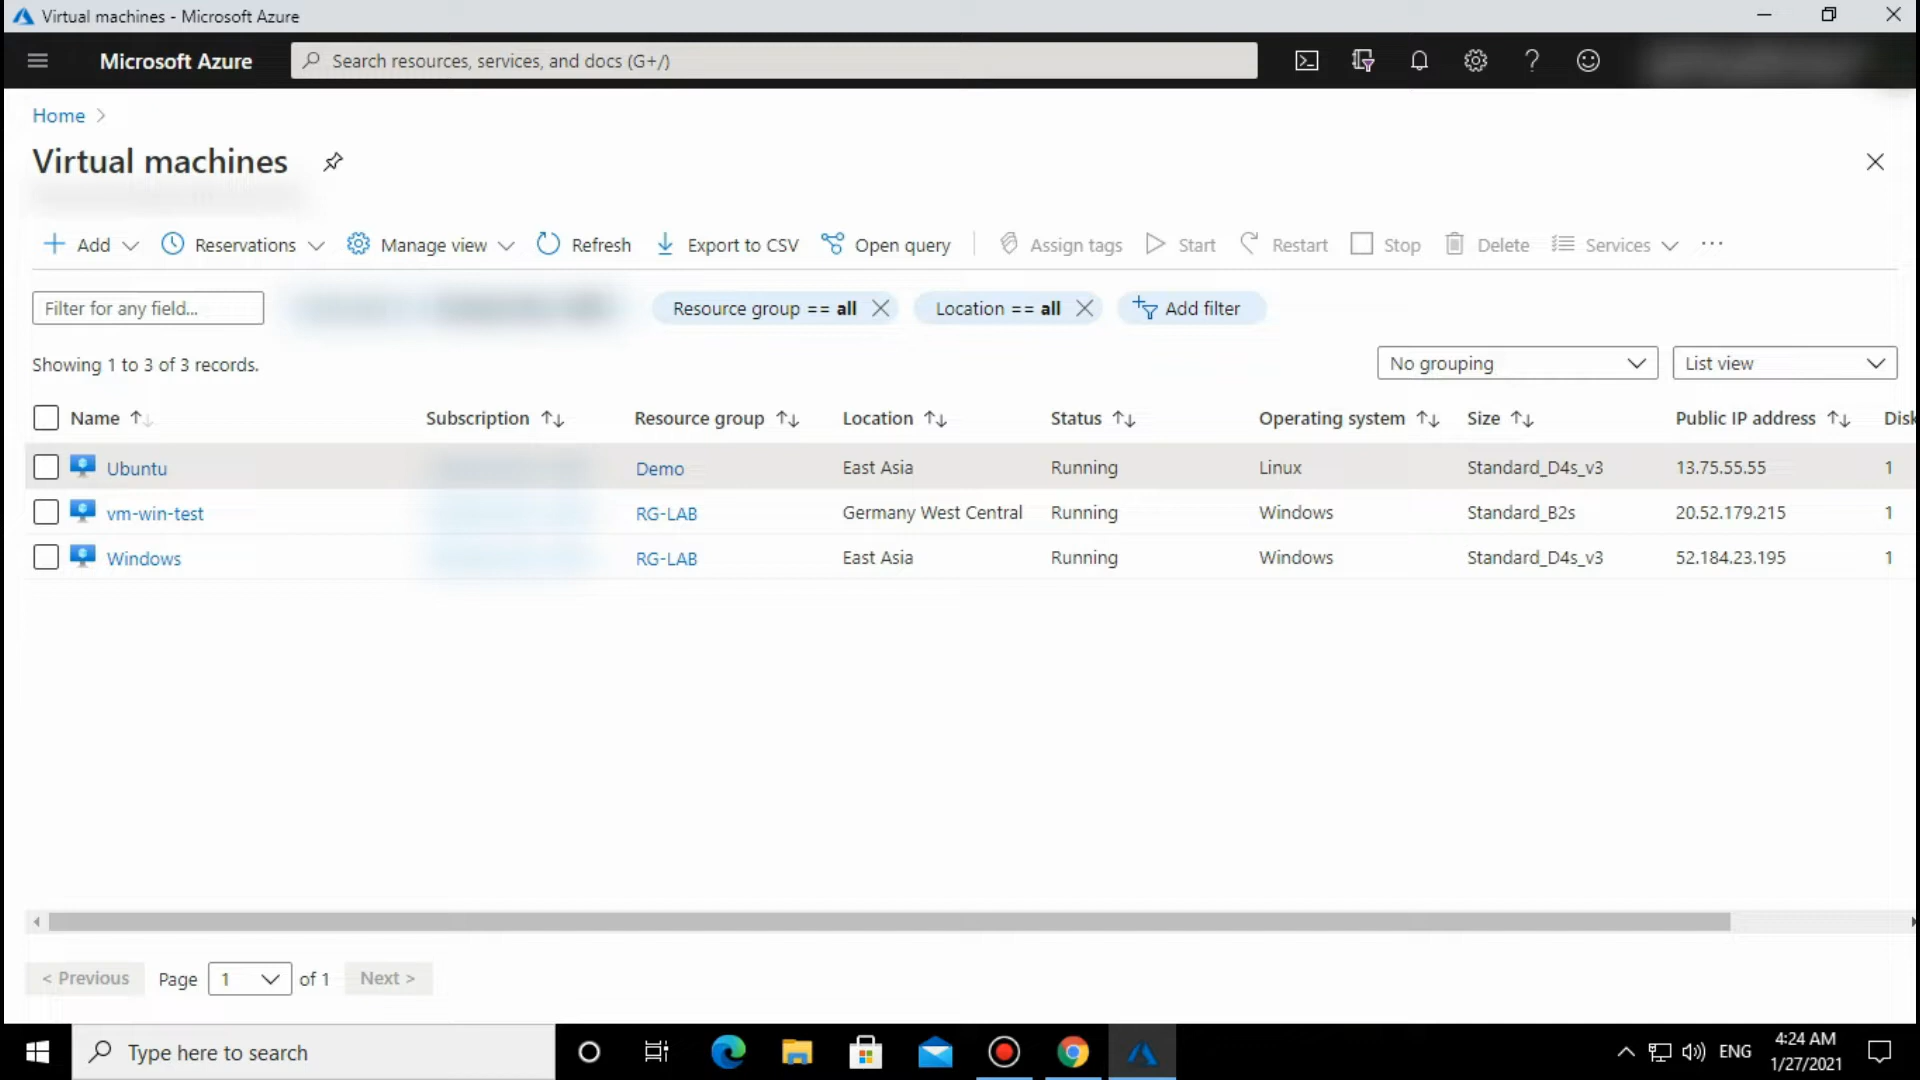 Virtual machines - Microsoft Azure
Microsoft Azure
Search resources, services, and docs (G+/)
Home
Virtual machines
Add Reservations Manage view Refresh Export to CSV Open query Assign tags Start Restart Stop Delete Services ...
Filter for any field... Resource group == all Location == all Add filter
Showing 1 to 3 of 3 records. No grouping List view
Name Subscription Resource group Location Status Operating system Size Public IP address Disk
Ubuntu Demo East Asia Running Linux Standard_D4s_v3 13.75.55.55 1
vm-win-test RG-LAB Germany West Central Running Windows Standard_B2s 20.52.179.215 1
Windows RG-LAB East Asia Running Windows Standard_D4s_v3 52.184.23.195 1
< Previous Page 1 of 1 Next >
Type here to search
ENG
4:24 AM
1/27/2021